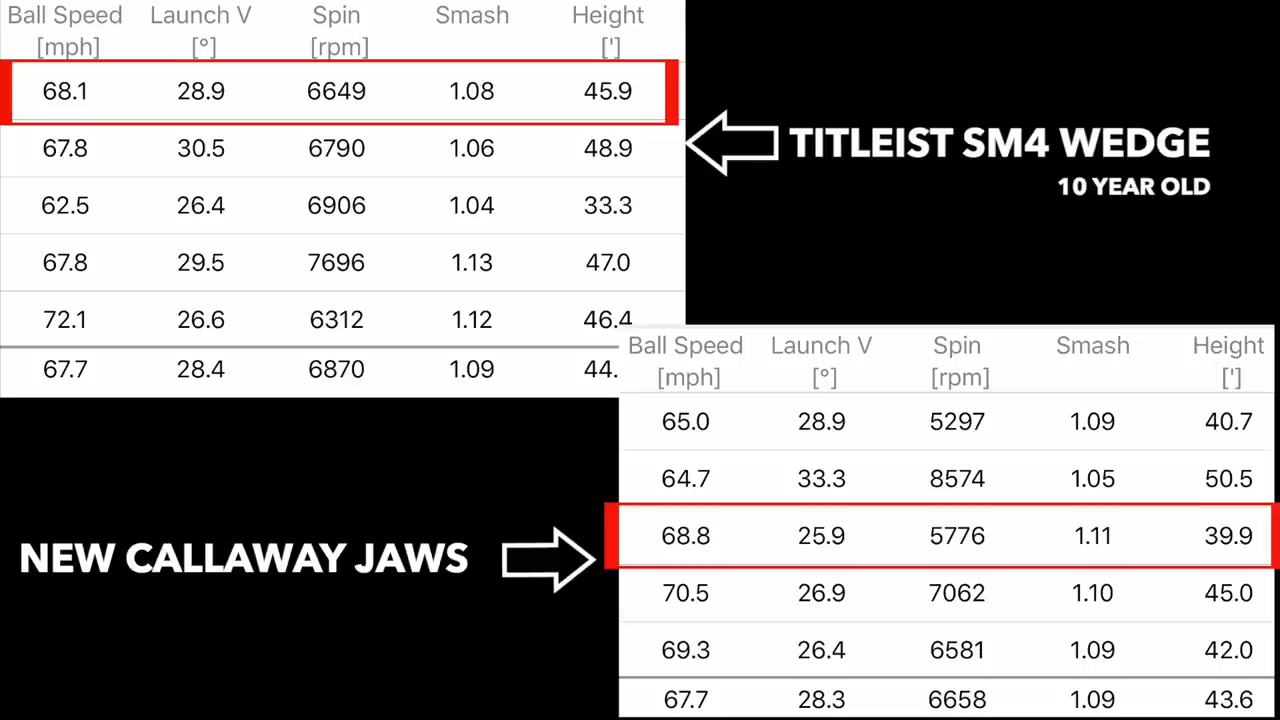 Ball Speed Launch V Spin Smash Height
[mph] [°] [rpm] [']
68.1 28.9 6649 1.08 45.9
67.8 30.5 6790 1.06 48.9
62.5 26.4 6906 1.04 33.3
67.8 29.5 7696 1.13 47.0
72.1 26.6 6312 1.12 46.4
67.7 28.4 6870 1.09 44.
TITLEIST SM4 WEDGE
10 YEAR OLD
NEW CALLAWAY JAWS
Ball Speed Launch V Spin Smash Height
[mph] [°] [rpm] [']
65.0 28.9 5297 1.09 40.7
64.7 33.3 8574 1.05 50.5
68.8 25.9 5776 1.11 39.9
70.5 26.9 7062 1.10 45.0
69.3 26.4 6581 1.09 42.0
67.7 28.3 6658 1.09 43.6